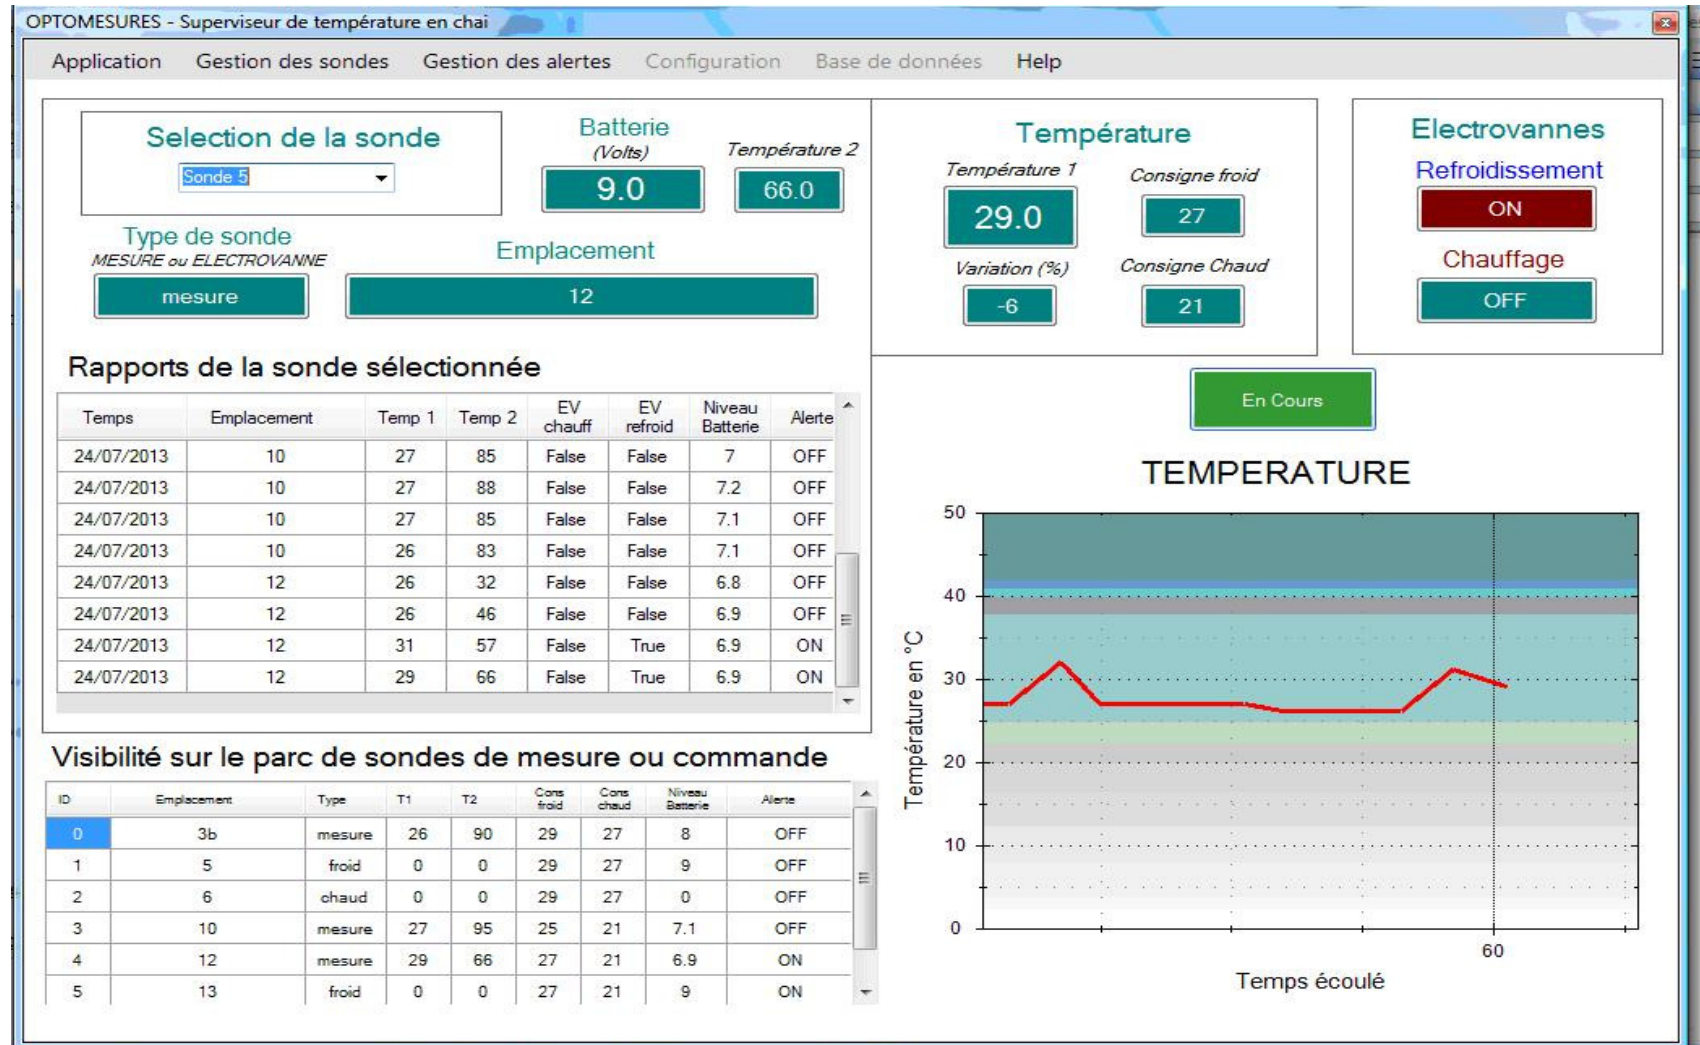 OPTOMESURES - Superviseur de température en chai
Application Gestion des sondes Gestion des alertes Configuration Base de données Help
Selection de la sonde
Sonde 5
Batterie
(Volts)
9.0
Température 2
66.0
Type de sonde
MESURE ou ELECTROVANNE
mesure
Emplacement
12
Température
Température 1
29.0
Consigne froid
27
Variation (%)
-6
Consigne Chaud
21
Electrovannes
Refroidissement
ON
Chauffage
OFF
Rapports de la sonde sélectionnée
Temps Emplacement Temp 1 Temp 2 EV chauff EV refroid Niveau Batterie Alerte
24/07/2013 10 27 85 False False 7 OFF
24/07/2013 10 27 88 False False 7.2 OFF
24/07/2013 10 27 85 False False 7.1 OFF
24/07/2013 10 26 83 False False 7.1 OFF
24/07/2013 12 26 32 False False 6.8 OFF
24/07/2013 12 26 46 False False 6.9 OFF
24/07/2013 12 31 57 False True 6.9 ON
24/07/2013 12 29 66 False True 6.9 ON
Visibilité sur le parc de sondes de mesure ou commande
ID Emplacement Type T1 T2 Cons froid Cons chaud Niveau Batterie Alerte
0 3b mesure 26 90 29 27 8 OFF
1 5 froid 0 0 29 27 9 OFF
2 6 chaud 0 0 29 27 0 OFF
3 10 mesure 27 95 25 21 7.1 OFF
4 12 mesure 29 66 27 21 6.9 ON
5 13 froid 0 0 27 21 9 ON
En Cours
TEMPERATURE
Température en °C
50
40
30
20
10
0
60
Temps écoulé